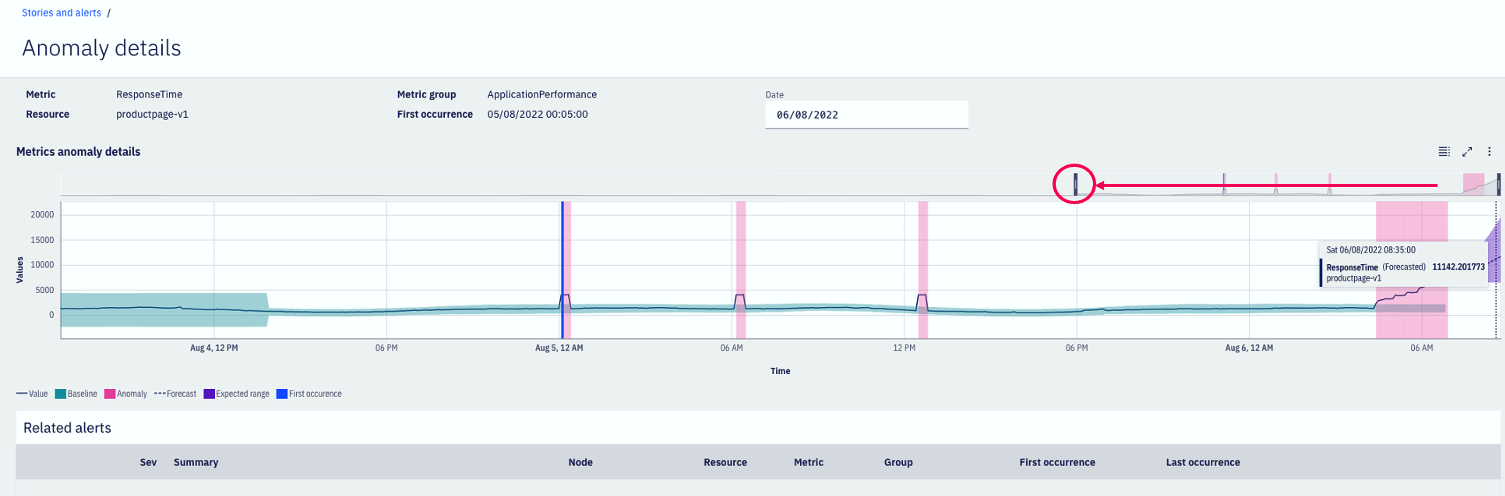 Stories and alerts /
Anomaly details
Metric ResponseTime Metric group ApplicationPerformance Date
Resource productpage-v1 First occurrence 05/08/2022 00:05:00 06/08/2022
Metrics anomaly details
20000
15000
10000
5000
0
Values
Sat 06/08/2022 08:35:00
ResponseTime (Forecasted) 11142.201773
productpage-v1
Aug 4, 12 PM 06 PM Aug 5, 12 AM 06 AM 12 PM 06 PM Aug 6, 12 AM 06 AM
Time
Value Baseline Anomaly Forecast Expected range First occurence
Related alerts
Sev Summary Node Resource Metric Group First occurrence Last occurrence